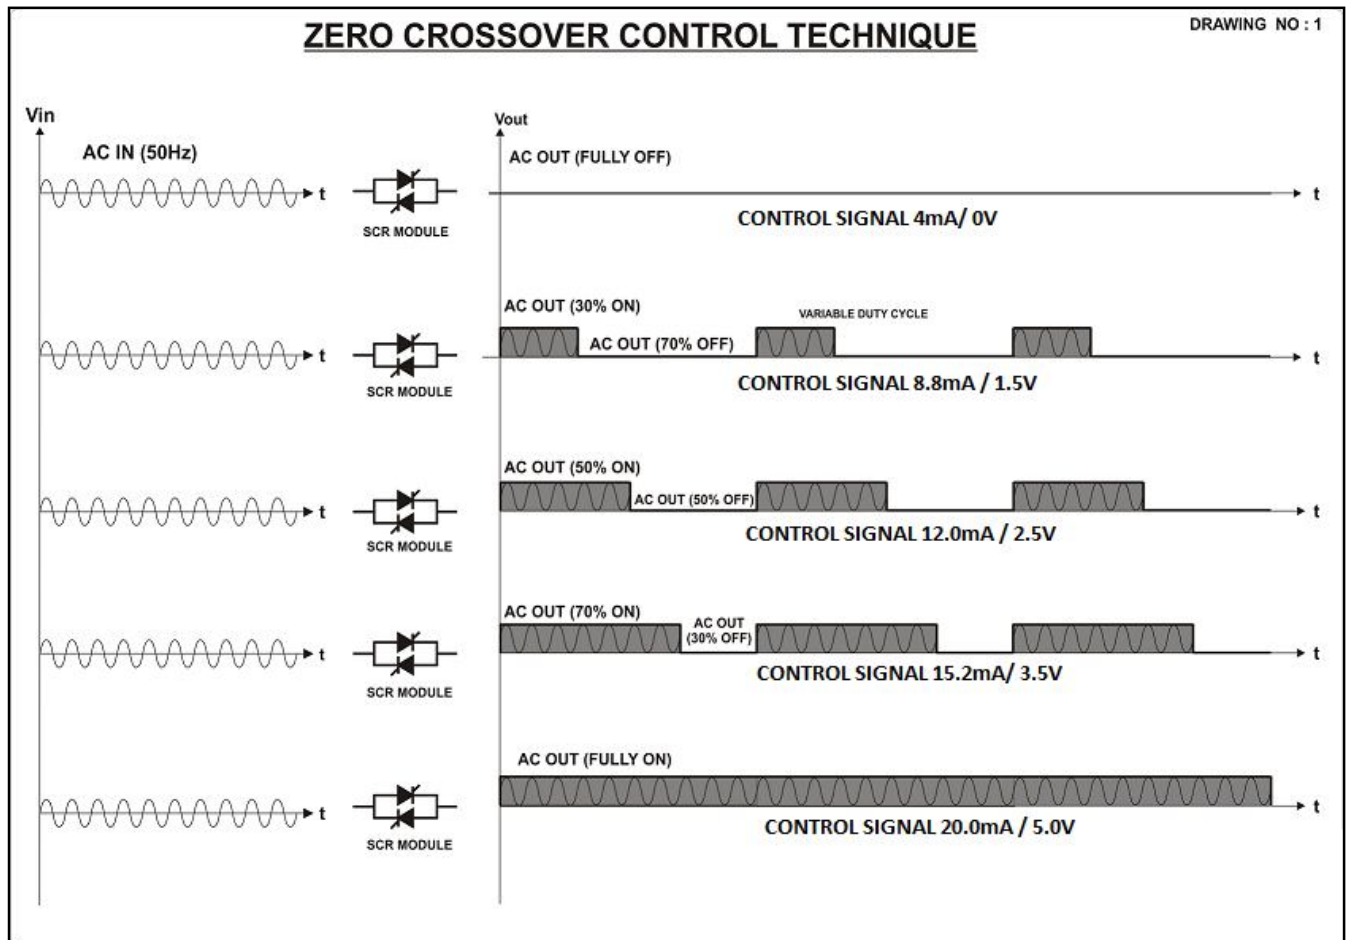 ZERO CROSSOVER CONTROL TECHNIQUE
DRAWING NO : 1
Vin
AC IN (50Hz)
t
SCR MODULE
Vout
AC OUT (FULLY OFF)
t
CONTROL SIGNAL 4mA/ 0V
t
SCR MODULE
AC OUT (30% ON)
AC OUT (70% OFF)
VARIABLE DUTY CYCLE
t
CONTROL SIGNAL 8.8mA / 1.5V
t
SCR MODULE
AC OUT (50% ON)
AC OUT (50% OFF)
t
CONTROL SIGNAL 12.0mA / 2.5V
t
SCR MODULE
AC OUT (70% ON)
AC OUT
(30% OFF)
t
CONTROL SIGNAL 15.2mA/ 3.5V
t
SCR MODULE
AC OUT (FULLY ON)
t
CONTROL SIGNAL 20.0mA / 5.0V